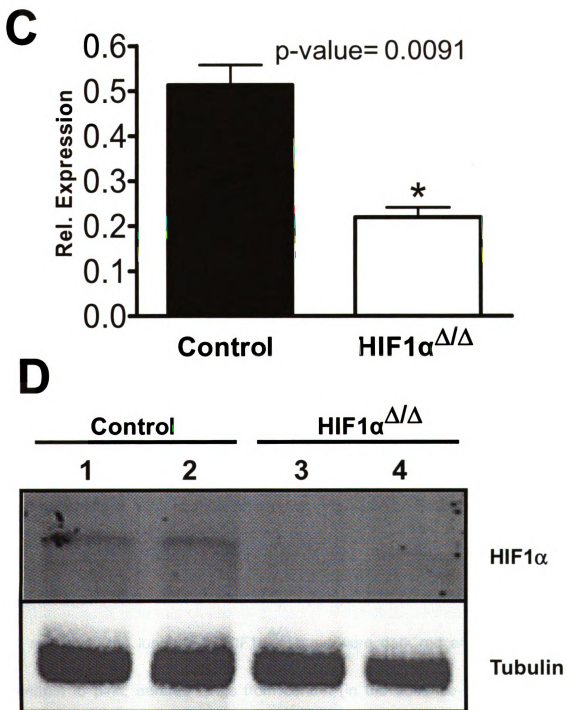 C
p-value= 0.0091
Rel. Expression
0.6
0.5
0.4
0.3
0.2
0.1
0.0
*
Control HIF1α^Δ/Δ
D
Control HIF1α^Δ/Δ
1 2 3 4
HIF1α
Tubulin